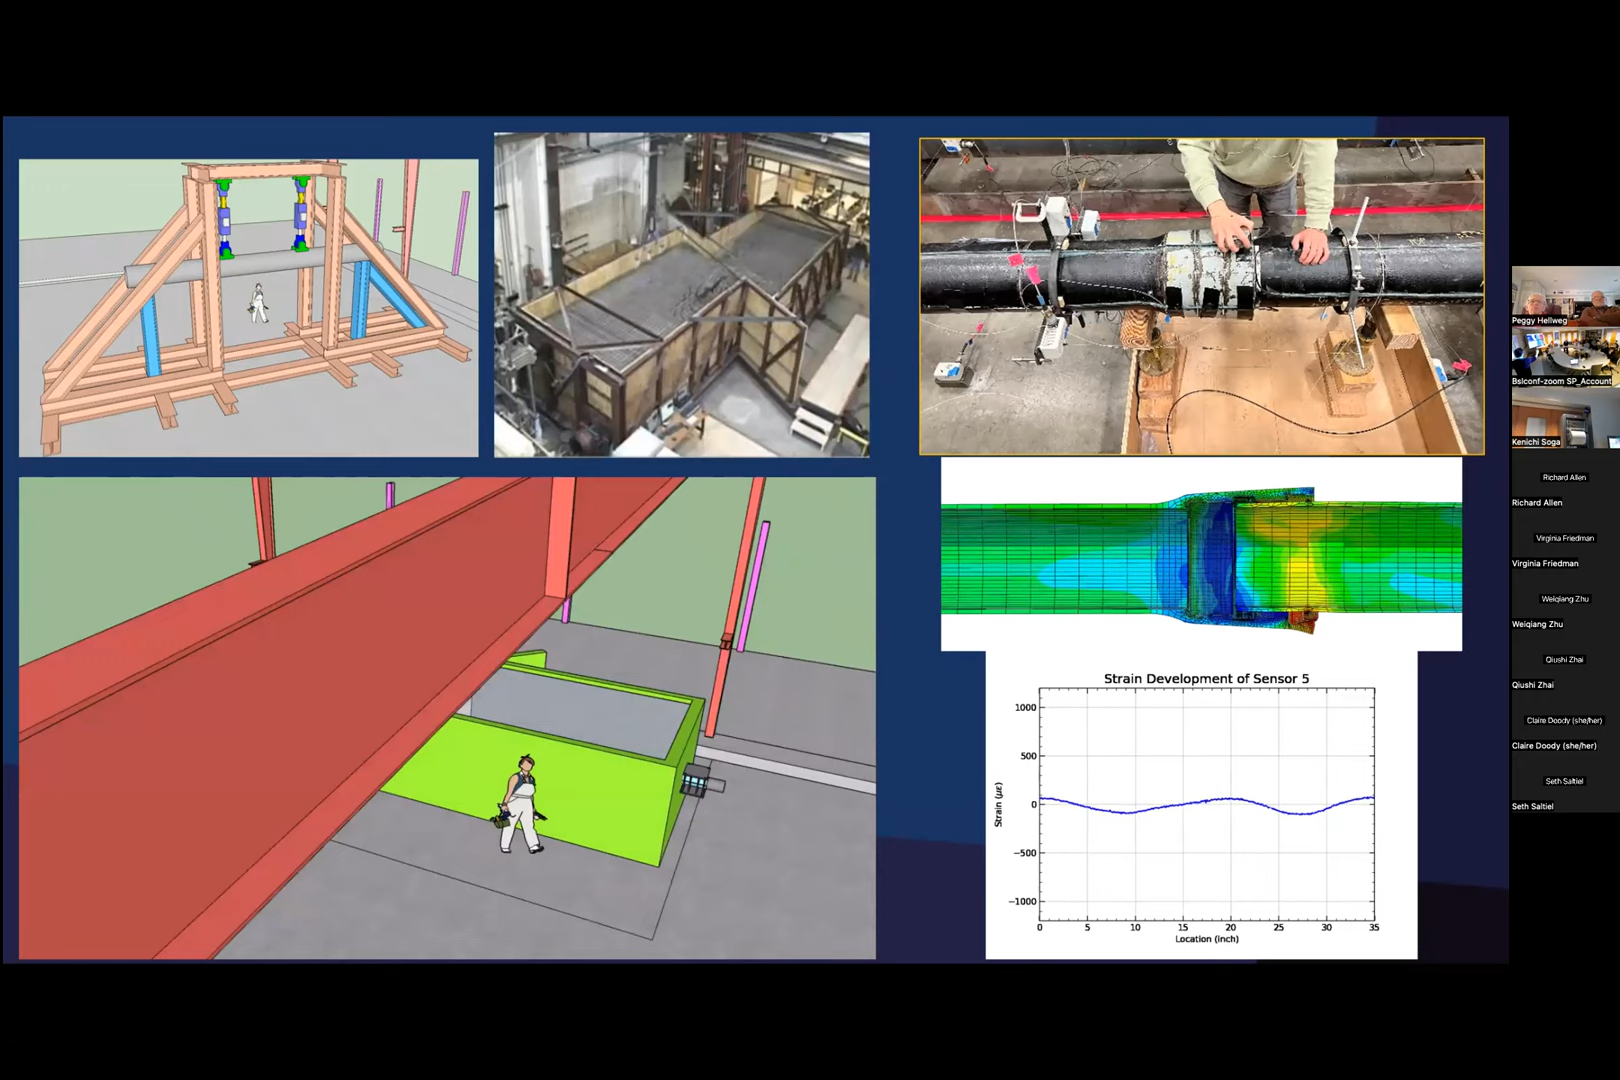 Strain Development of Sensor 5
Strain (με)
1000
500
0
−500
−1000
0 5 10 15 20 25 30 35
Location (inch)
Peggy Hellweg
Bslconf-zoom SP_Account
Kenichi Soga
Richard Allen
Richard Allen
Virginia Friedman
Virginia Friedman
Weiqiang Zhu
Weiqiang Zhu
Qiushi Zhai
Qiushi Zhai
Claire Doody (she/her)
Claire Doody (she/her)
Seth Saltiel
Seth Saltiel